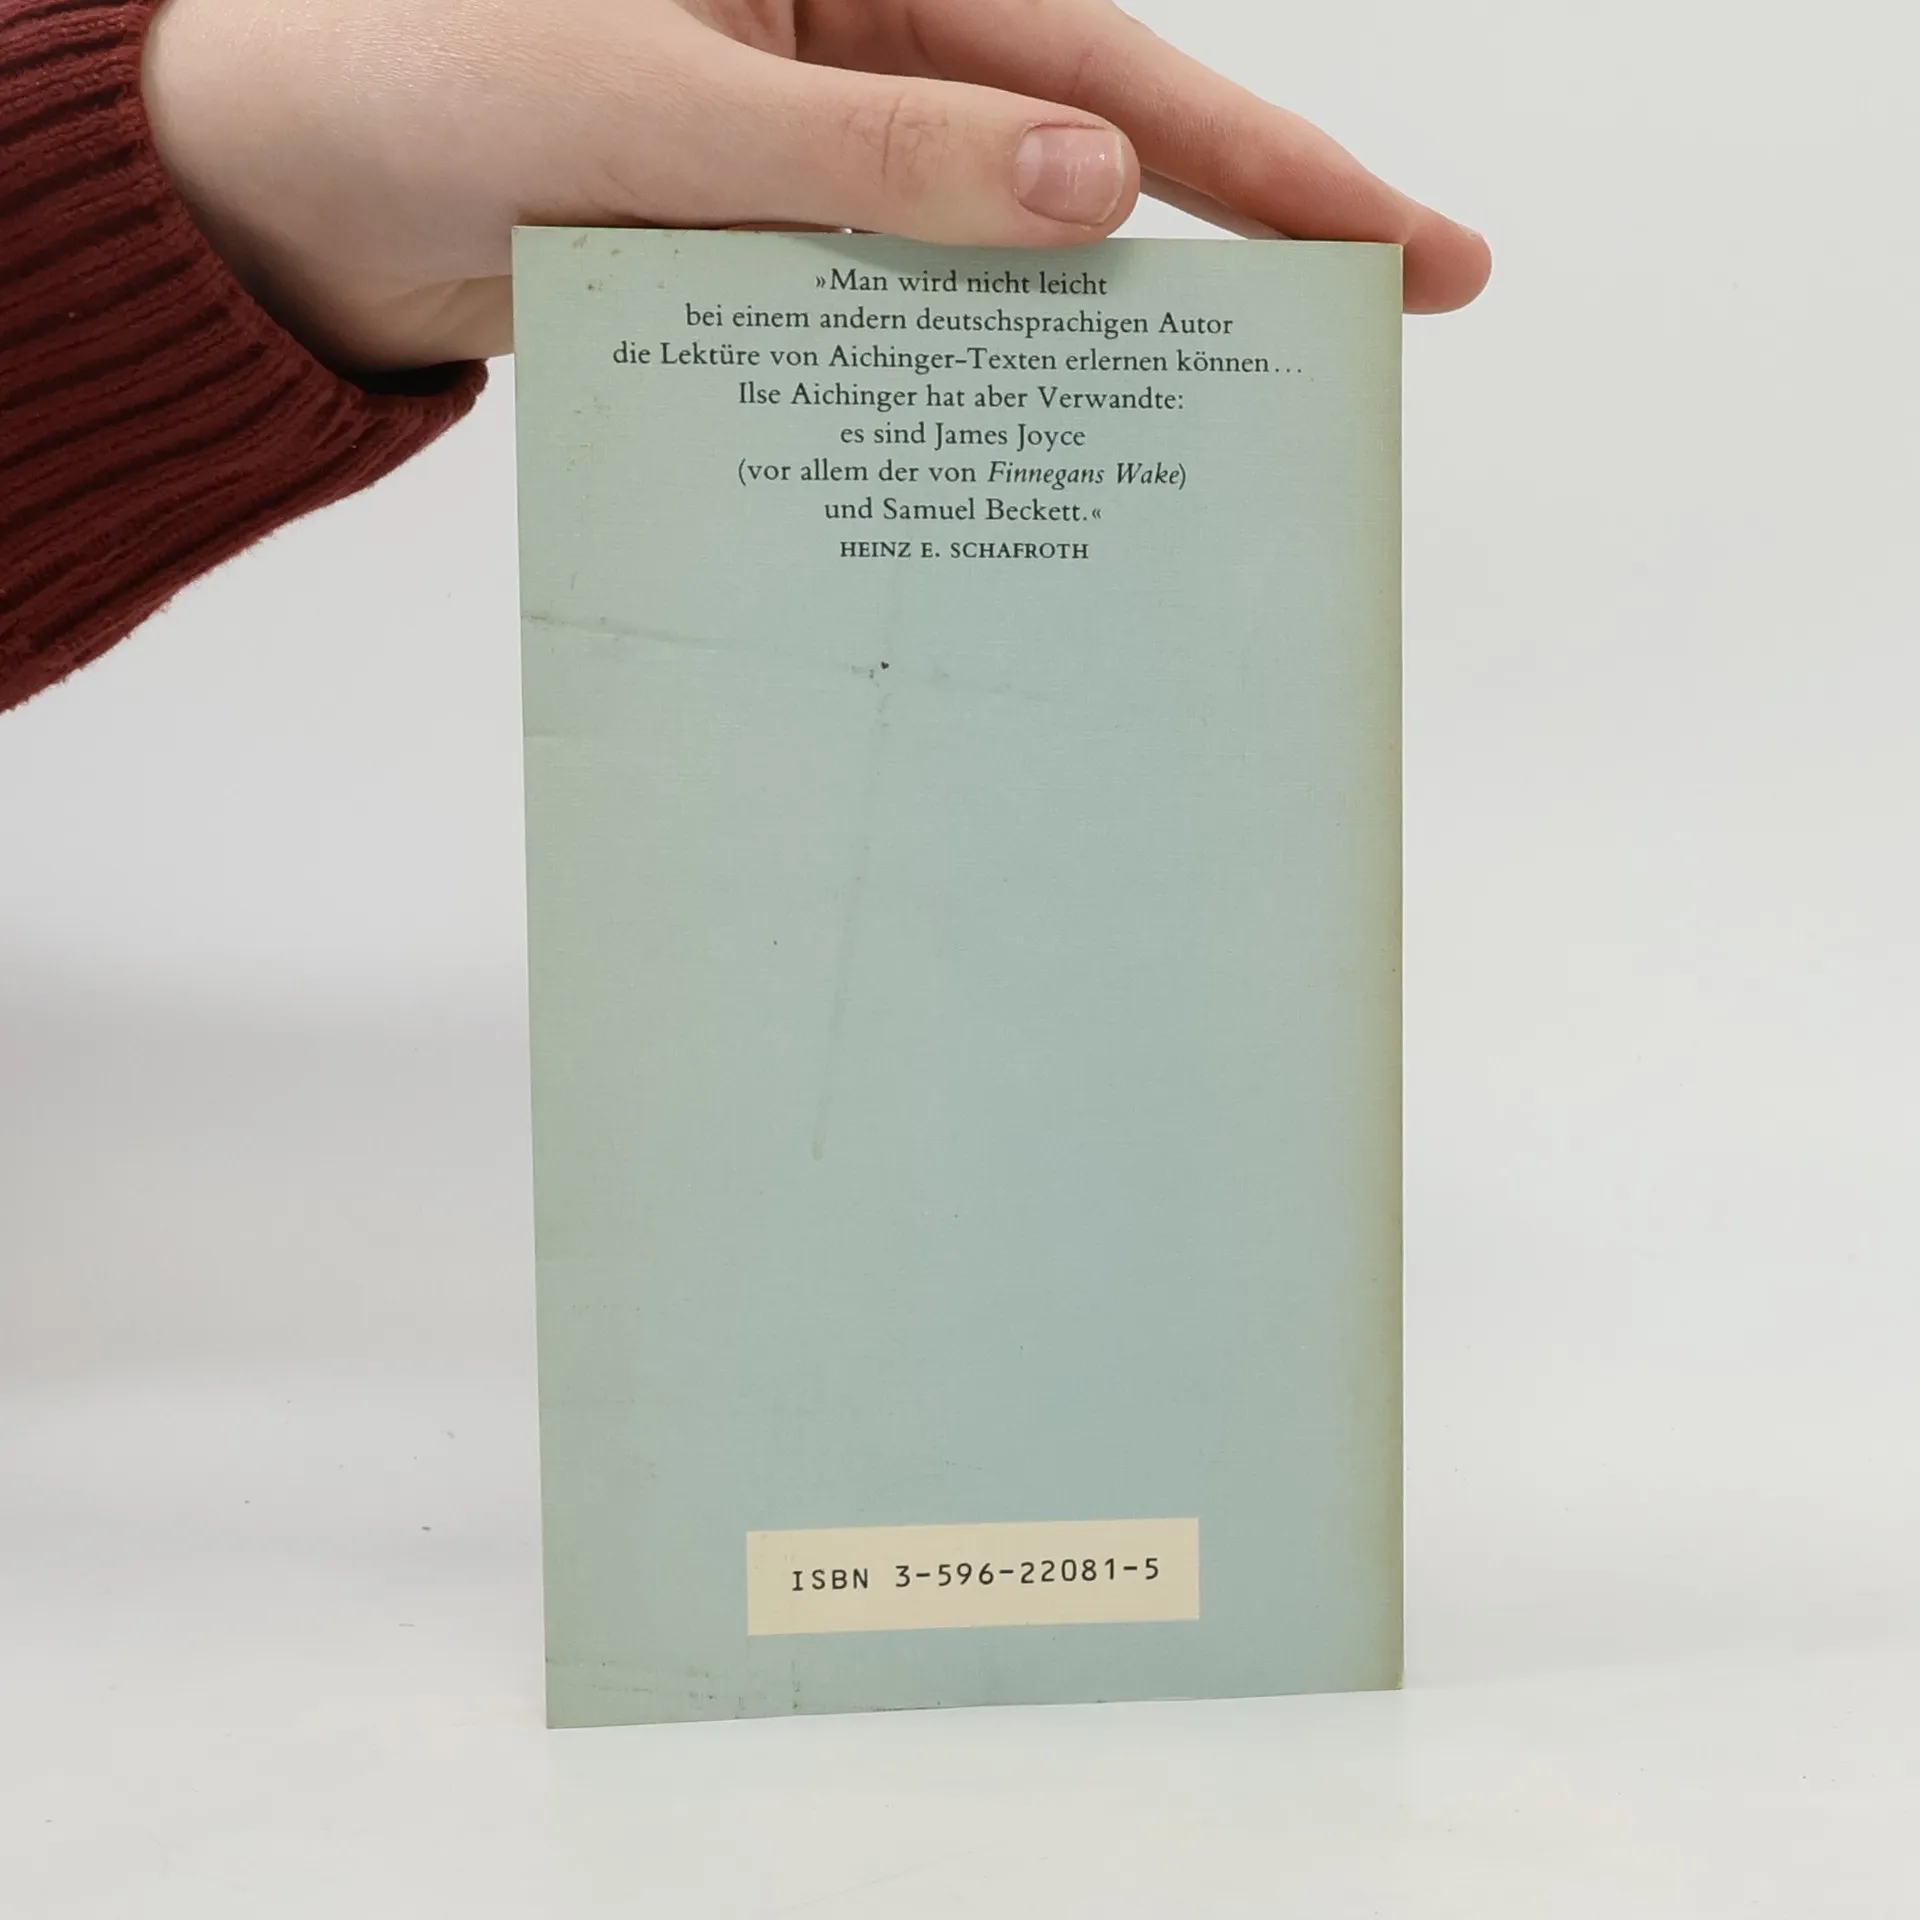 »Man wird nicht leicht
bei einem andern deutschsprachigen Autor
die Lektüre von Aichinger-Texten erlernen können...
Ilse Aichinger hat aber Verwandte:
es sind James Joyce
(vor allem der von Finnegans Wake)
und Samuel Beckett.«
HEINZ E. SCHAFROTH
ISBN 3-596-22081-5